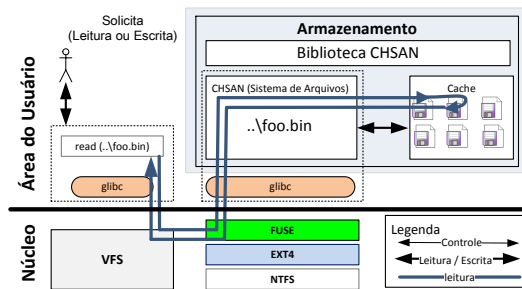 Solicita
(Leitura ou Escrita)
Armazenamento
Biblioteca CHSAN
CHSAN (Sistema de Arquivos)
..\foo.bin
Cache
read (..\foo.bin)
glibc
glibc
Área do Usuário
Núcleo
VFS
FUSE
EXT4
NTFS
Legenda
Controle
Leitura / Escrita
leitura